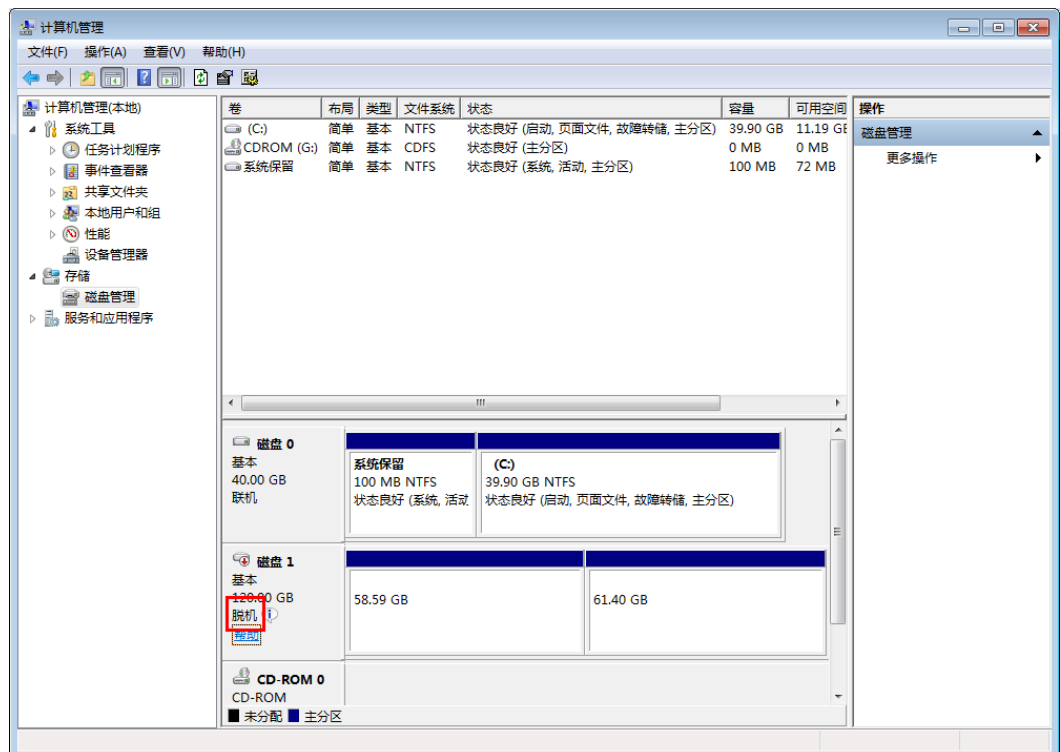 计算机管理
文件(F) 操作(A) 查看(V) 帮助(H)
计算机管理(本地)
系统工具
任务计划程序
事件查看器
共享文件夹
本地用户和组
性能
设备管理器
存储
磁盘管理
服务和应用程序
卷 布局 类型 文件系统 状态 容量 可用空间
(C:) 简单 基本 NTFS 状态良好 (启动, 页面文件, 故障转储, 主分区) 39.90 GB 11.19 GE
CDROM (G:) 简单 基本 CDFS 状态良好 (主分区) 0 MB 0 MB
系统保留 简单 基本 NTFS 状态良好 (系统, 活动, 主分区) 100 MB 72 MB
操作
磁盘管理
更多操作
磁盘 0
基本
40.00 GB
联机
系统保留
100 MB NTFS
状态良好 (系统, 活动
(C:)
39.90 GB NTFS
状态良好 (启动, 页面文件, 故障转储, 主分区)
磁盘 1
基本
120.00 GB
脱机
帮助
58.59 GB
61.40 GB
CD-ROM 0
CD-ROM
未分配 主分区